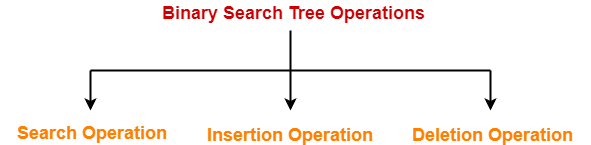 Binary Search Tree Operations
Search Operation
Insertion Operation
Deletion Operation